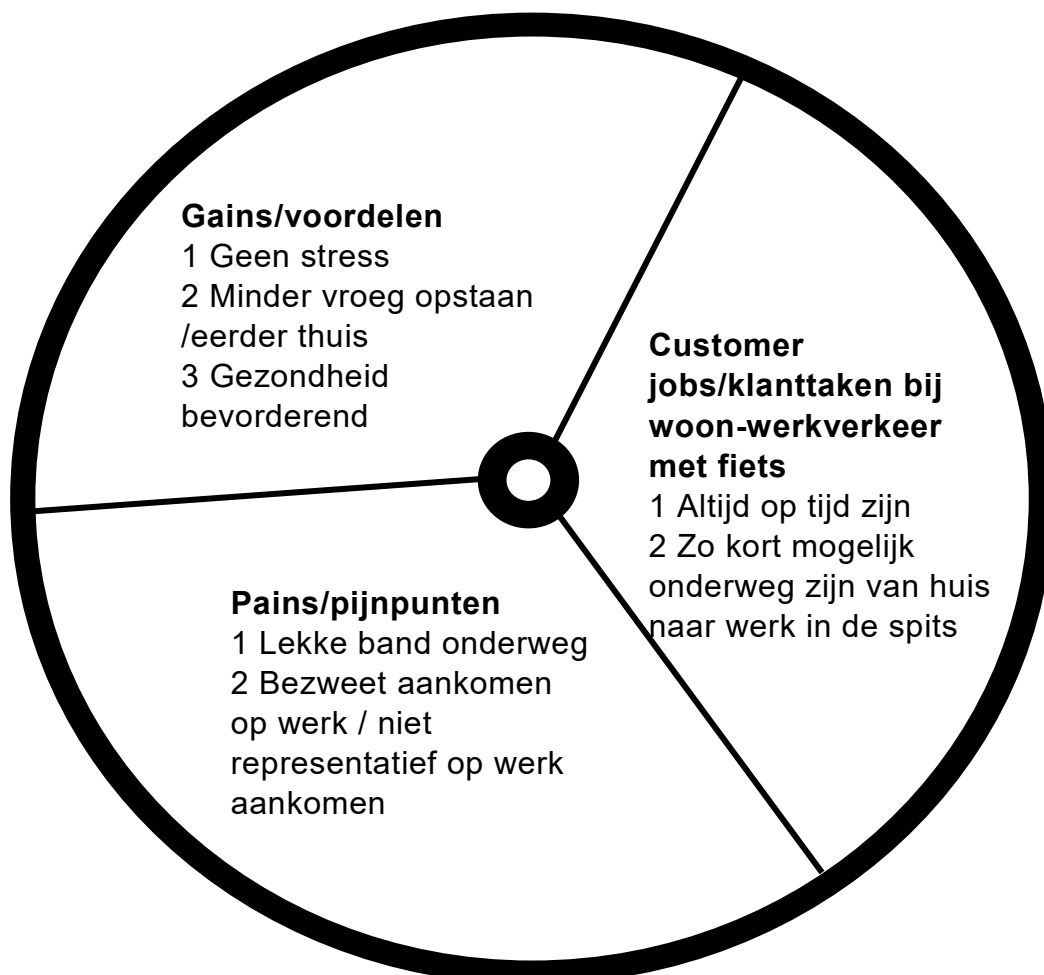 Gains/voordelen
1 Geen stress
2 Minder vroeg opstaan
/eerder thuis
3 Gezondheid
bevorderend
Customer
jobs/klanttaken bij
woon-werkverkeer
met fiets
1 Altijd op tijd zijn
2 Zo kort mogelijk
onderweg zijn van huis
naar werk in de spits
Pains/pijnpunten
1 Lekke band onderweg
2 Bezweet aankomen
op werk / niet
representatief op werk
aankomen